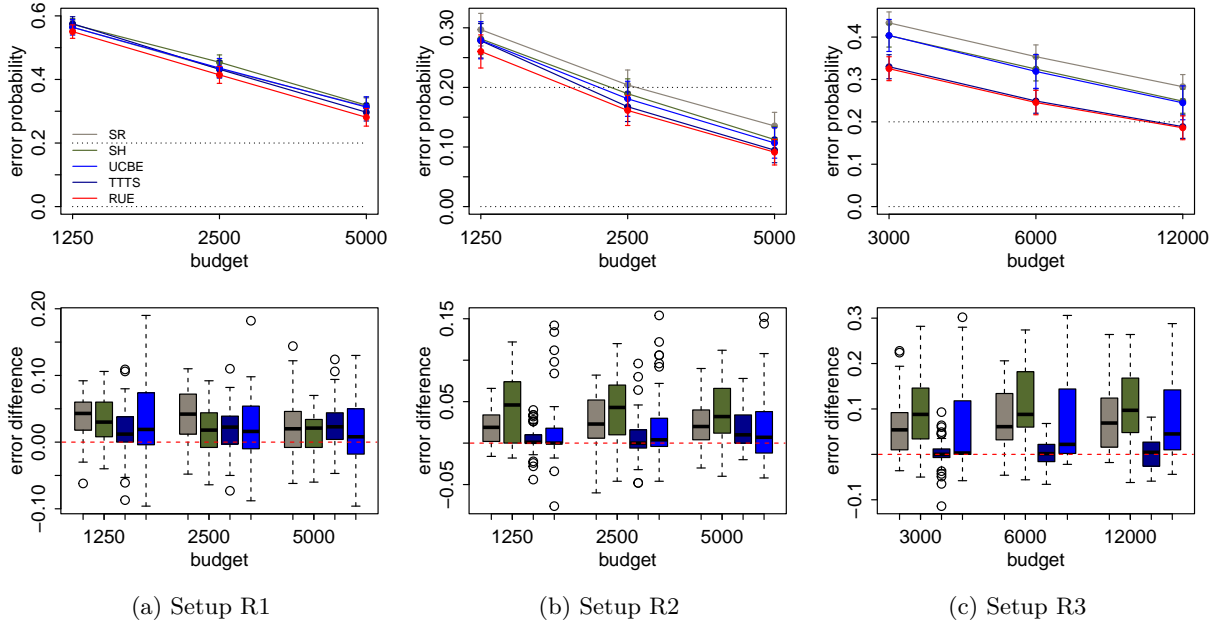 error probability
0.0 0.2 0.4 0.6
SR
SH
UCBE
TTTS
RUE
1250 2500 5000
budget
error probability
0.00 0.10 0.20 0.30
1250 2500 5000
budget
error probability
0.0 0.1 0.2 0.3 0.4
3000 6000 12000
budget
error difference
−0.10 0.00 0.10 0.20
1250 2500 5000
budget
error difference
−0.05 0.05 0.15
1250 2500 5000
budget
error difference
−0.1 0.1 0.2 0.3
3000 6000 12000
budget
(a) Setup R1
(b) Setup R2
(c) Setup R3